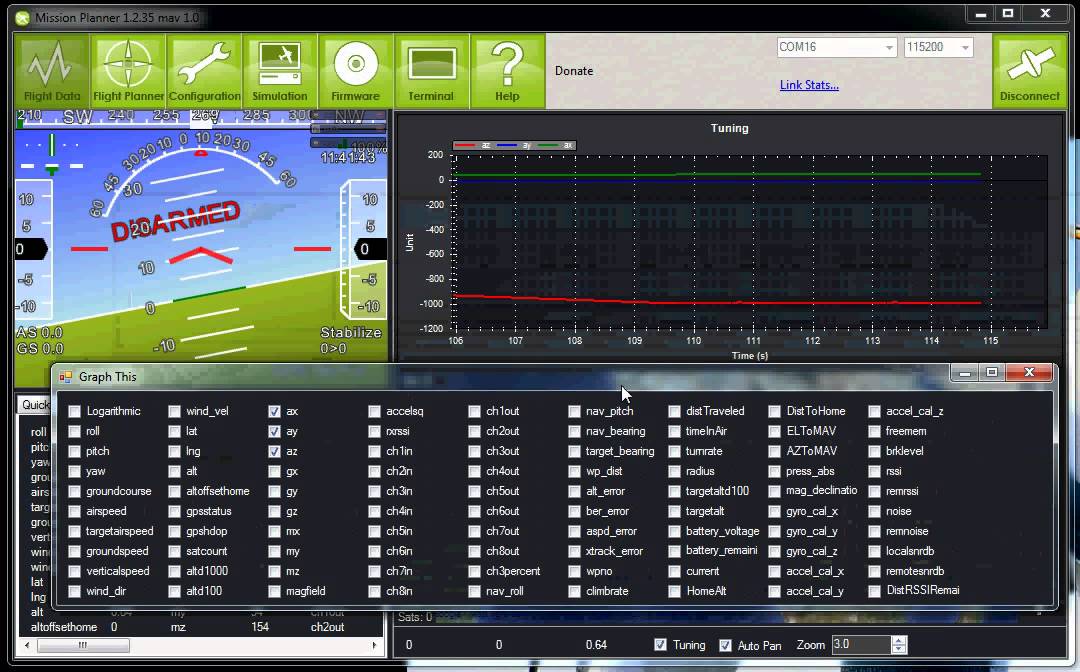 Mission Planner 1.2.35 mav 1.0
Flight Data Flight Planner Configuration Simulation Firmware Terminal Help
Donate
COM16 115200
Link Stats...
Disconnect
210 SW 240 255 269 285 300 NW
100%
11:41:43
60 45 30 20 10 0 10 20 30 45 60
DISARMED
30
20
10
0
-10
10
5
0
-5
-10
10
5
0
-5
-10
AS 0.0
GS 0.0
Stabilize
0>0
Tuning
az ay ax
200
0
-200
-400
-600
-800
-1000
-1200
Unit
106 107 108 109 110 111 112 113 114 115
Time (s)
Graph This
Logarithmic wind_vel ax accelsq ch1out nav_pitch distTraveled DistToHome accel_cal_z
roll lat ay rxrssi ch2out nav_bearing timeInAir ELToMAV freemem
pitch lng az ch1in ch3out target_bearing turnrate AZToMAV brklevel
yaw alt gx ch2in ch4out wp_dist radius press_abs rssi
groundcourse altoffsethome gy ch3in ch5out alt_error targetaltd100 mag_declinatio remrssi
airspeed gpsstatus gz ch4in ch6out ber_error targetalt gyro_cal_x noise
targetairspeed gpshdop mx ch5in ch7out aspd_error battery_voltage gyro_cal_y remnoise
groundspeed satcount my ch6in ch8out xtrack_error battery_remaini gyro_cal_z localsnrdb
verticalspeed altd1000 mz ch7in ch3percent wpno current accel_cal_x remotesnrdb
wind_dir altd100 magfield ch8in nav_roll climbrate HomeAlt accel_cal_y DistRSSIRemai
Quick
roll
pitc
yaw
grou
airs
targ
grou
vert
wind
wind
lat
lng
alt 0.64 my 54 ch1out
altoffsethome 0 mz 154 ch2out
Sats: 0
0 0 0.64 Tuning Auto Pan Zoom 3.0